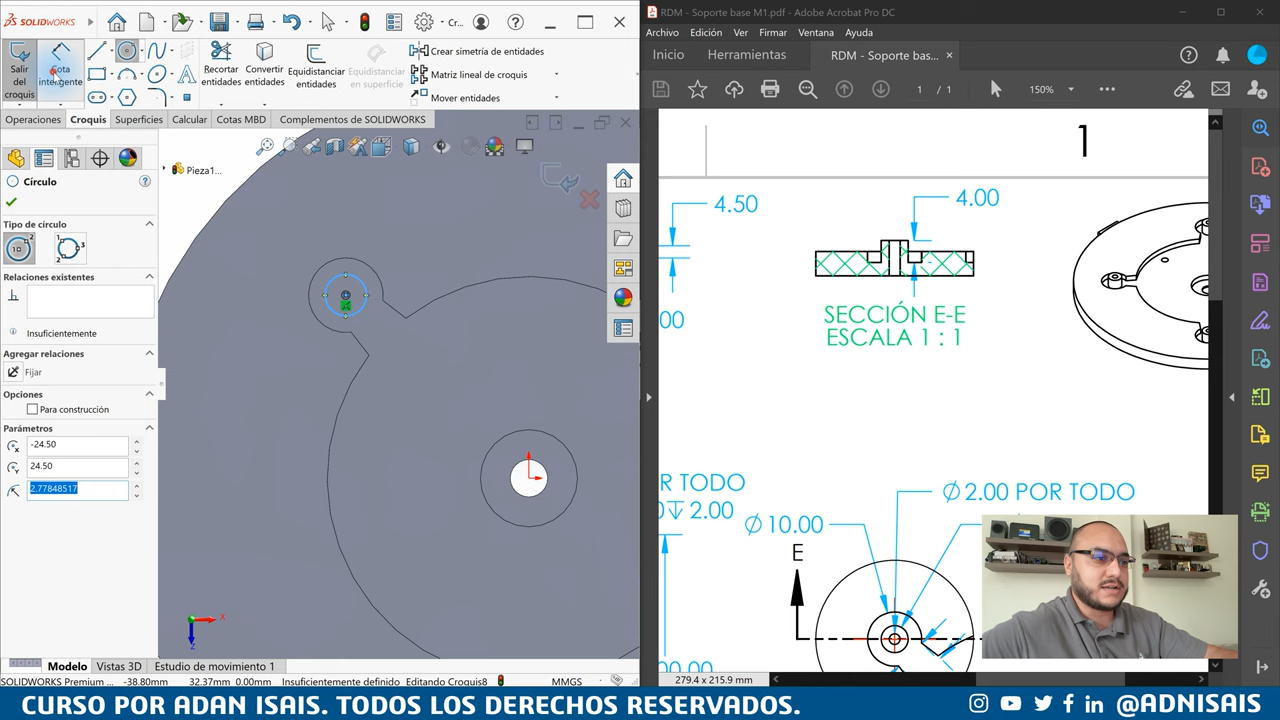 SOLIDWORKS
Cr...
Salir del croquis
Cota inteligente
Recortar entidades
Convertir entidades
Equidistanciar entidades
Equidistanciar en superficie
Crear simetría de entidades
Matriz lineal de croquis
Mover entidades
Operaciones
Croquis
Superficies
Calcular
Cotas MBD
Complementos de SOLIDWORKS
Pieza1...
Círculo
Tipo de círculo
Relaciones existentes
Insuficientemente
Agregar relaciones
Fijar
Opciones
Para construcción
Parámetros
-24.50
24.50
2.77848517
X
Z
Modelo
Vistas 3D
Estudio de movimiento 1
SOLIDWORKS Premium ...
-38.80mm
32.37mm
0.00mm
Insuficientemente definido
Editando Croquis8
MMGS
RDM - Soporte base M1.pdf - Adobe Acrobat Pro DC
Archivo
Edición
Ver
Firmar
Ventana
Ayuda
Inicio
Herramientas
RDM - Soporte bas...
1 / 1
150%
1
4.50
4.00
SECCIÓN E-E
ESCALA 1 : 1
00
R TODO
0↧ 2.00
Ø 10.00
Ø 2.00 POR TODO
E
00.00
279.4 x 215.9 mm
CURSO POR ADAN ISAIS. TODOS LOS DERECHOS RESERVADOS.
@ADNISAIS